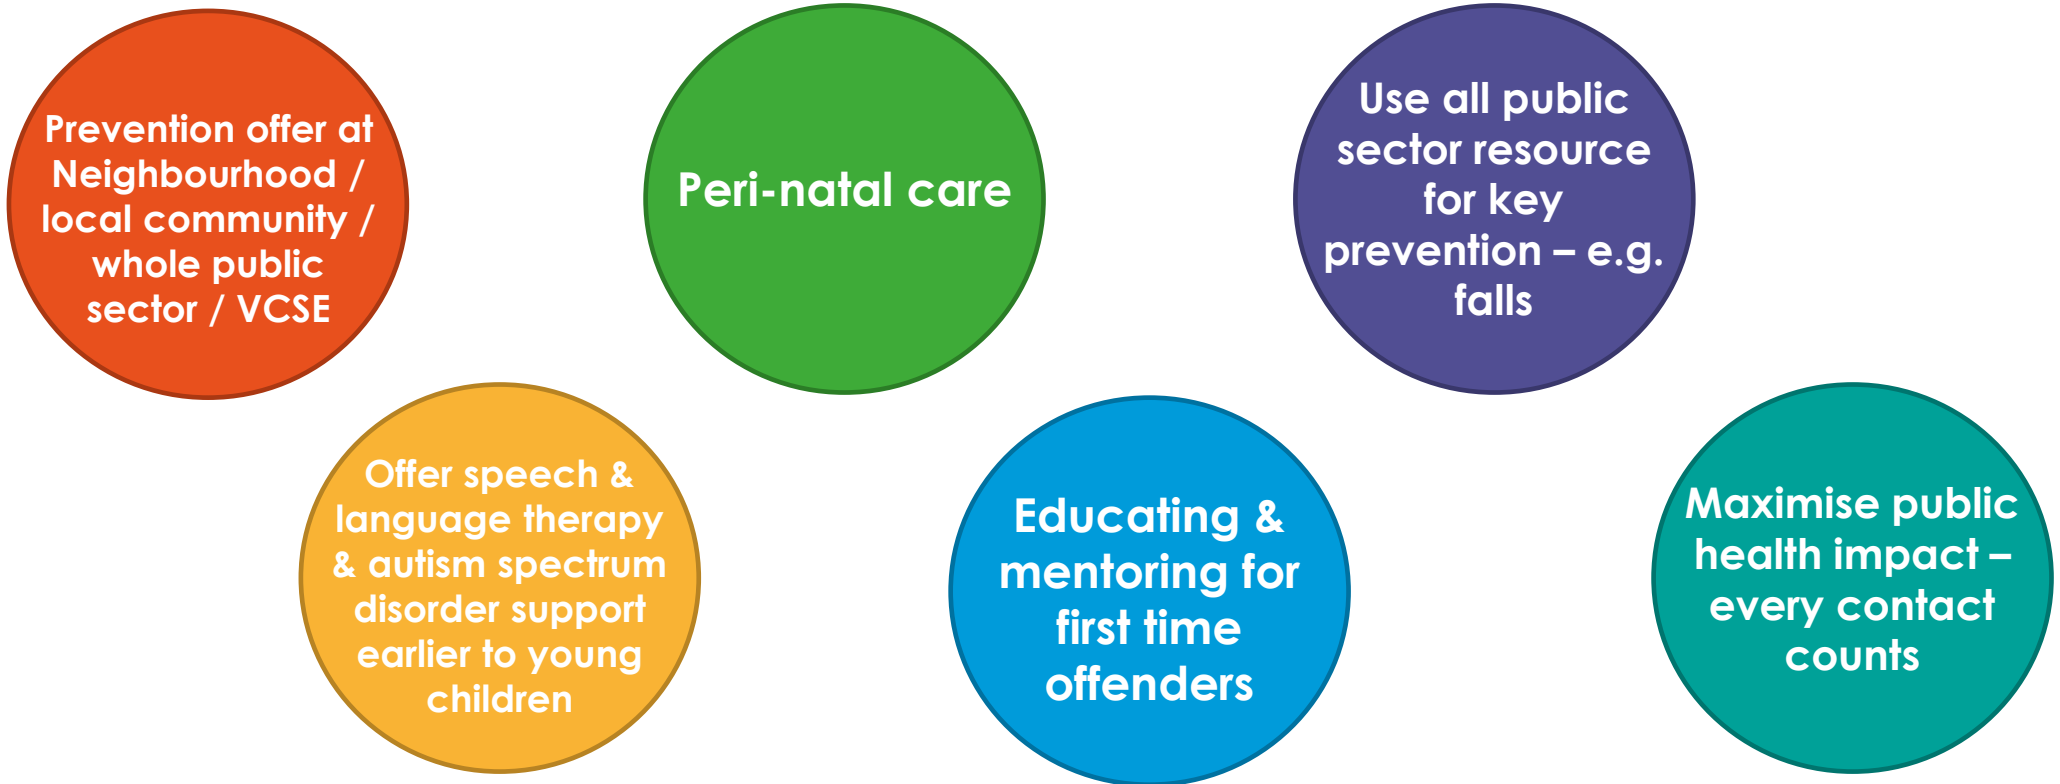 Prevention offer at
Neighbourhood /
local community /
whole public
sector / VCSE
Offer speech &
language therapy
& autism spectrum
disorder support
earlier to young
children
Peri-natal care
Educating &
mentoring for
first time
offenders
Use all public
sector resource
for key
prevention – e.g.
falls
Maximise public
health impact –
every contact
counts